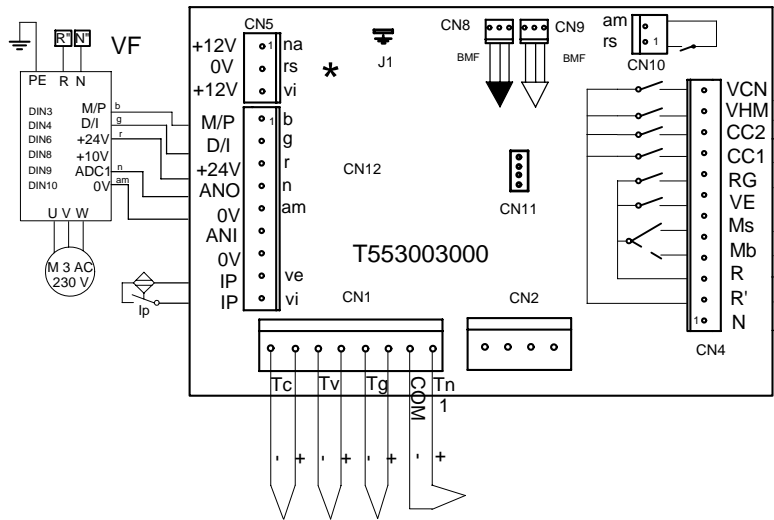 R" N" VF
PE R N
DIN3 M/P b
DIN4 D/I g
DIN6 +24V r
DIN8 +10V
DIN9 ADC1 n
DIN10 0V am
U V W
M 3 AC
230 V
Ip
CN5
+12V 1 na
0V rs
+12V vi
*
J1
CN8 CN9
BMF BMF
am
rs 1
CN10
M/P 1 b
D/I g
+24V r
ANO n
0V am
ANI
0V
IP ve
IP vi
CN12
CN11
T553003000
CN1
CN2
VCN
VHM
CC2
CC1
RG
VE
Ms
Mb
R
R'
1 N
CN4
Tc Tv Tg COM Tn
1
- + - + - + - +